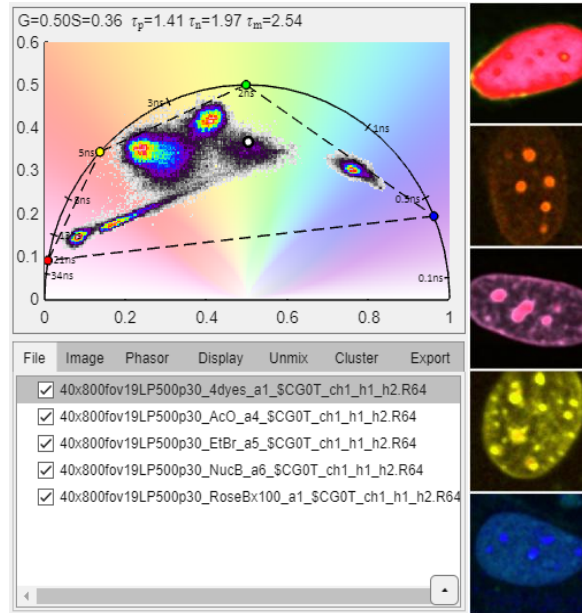 G=0.50S=0.36 τp=1.41 τn=1.97 τm=2.54
0.6
0.5
0.4
0.3
0.2
0.1
0
2ns
3ns
1ns
5ns
8ns
0.5ns
13
21ns
34ns
0.1ns
0 0.2 0.4 0.6 0.8 1
File Image Phasor Display Unmix Cluster Export
40x800fov19LP500p30_4dyes_a1_$CG0T_ch1_h1_h2.R64
40x800fov19LP500p30_AcO_a4_$CG0T_ch1_h1_h2.R64
40x800fov19LP500p30_EtBr_a5_$CG0T_ch1_h1_h2.R64
40x800fov19LP500p30_NucB_a6_$CG0T_ch1_h1_h2.R64
40x800fov19LP500p30_RoseBx100_a1_$CG0T_ch1_h1_h2.R64